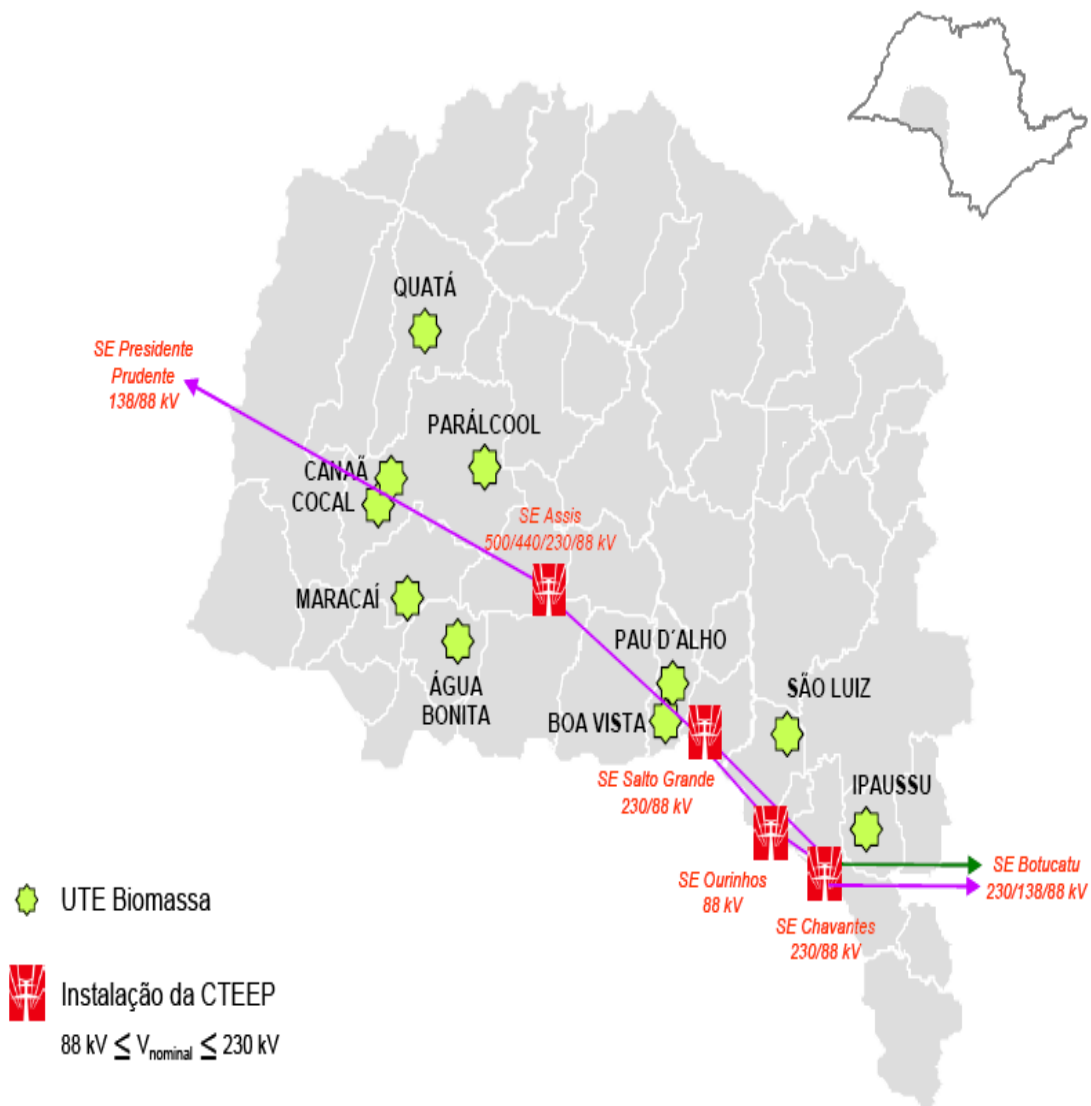 QUATÁ
SE Presidente
Prudente
138/88 kV
PARÁLCOOL
CANAÃ
COCAL
SE Assis
500/440/230/88 kV
MARACAÍ
PAU D´ALHO
ÁGUA
BONITA
SÃO LUIZ
BOA VISTA
SE Salto Grande
230/88 kV
IPAUSSU
SE Ourinhos
88 kV
SE Botucatu
230/138/88 kV
SE Chavantes
230/88 kV
UTE Biomassa
Instalação da CTEEP
88 kV ≤ Vnominal ≤ 230 kV